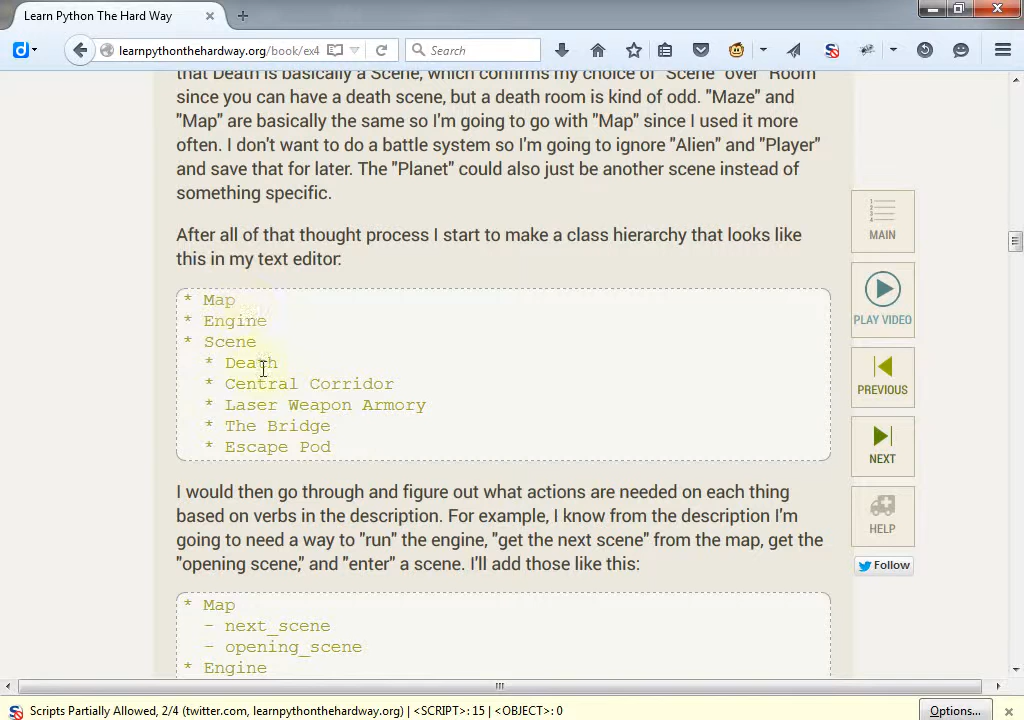 Learn Python The Hard Way
learnpythonthehardway.org/book/ex4
Search
that Death is basically a Scene, which confirms my choice of "Scene" over "Room"
since you can have a death scene, but a death room is kind of odd. "Maze" and
"Map" are basically the same so I'm going to go with "Map" since I used it more
often. I don't want to do a battle system so I'm going to ignore "Alien" and "Player"
and save that for later. The "Planet" could also just be another scene instead of
something specific.
After all of that thought process I start to make a class hierarchy that looks like
this in my text editor:
* Map
* Engine
* Scene
* Death
* Central Corridor
* Laser Weapon Armory
* The Bridge
* Escape Pod
I would then go through and figure out what actions are needed on each thing
based on verbs in the description. For example, I know from the description I'm
going to need a way to "run" the engine, "get the next scene" from the map, get the
"opening scene," and "enter" a scene. I'll add those like this:
* Map
- next_scene
- opening_scene
* Engine
MAIN
PLAY VIDEO
PREVIOUS
NEXT
HELP
Follow
Scripts Partially Allowed, 2/4 (twitter.com, learnpythonthehardway.org) | <SCRIPT>: 15 | <OBJECT>: 0
Options...